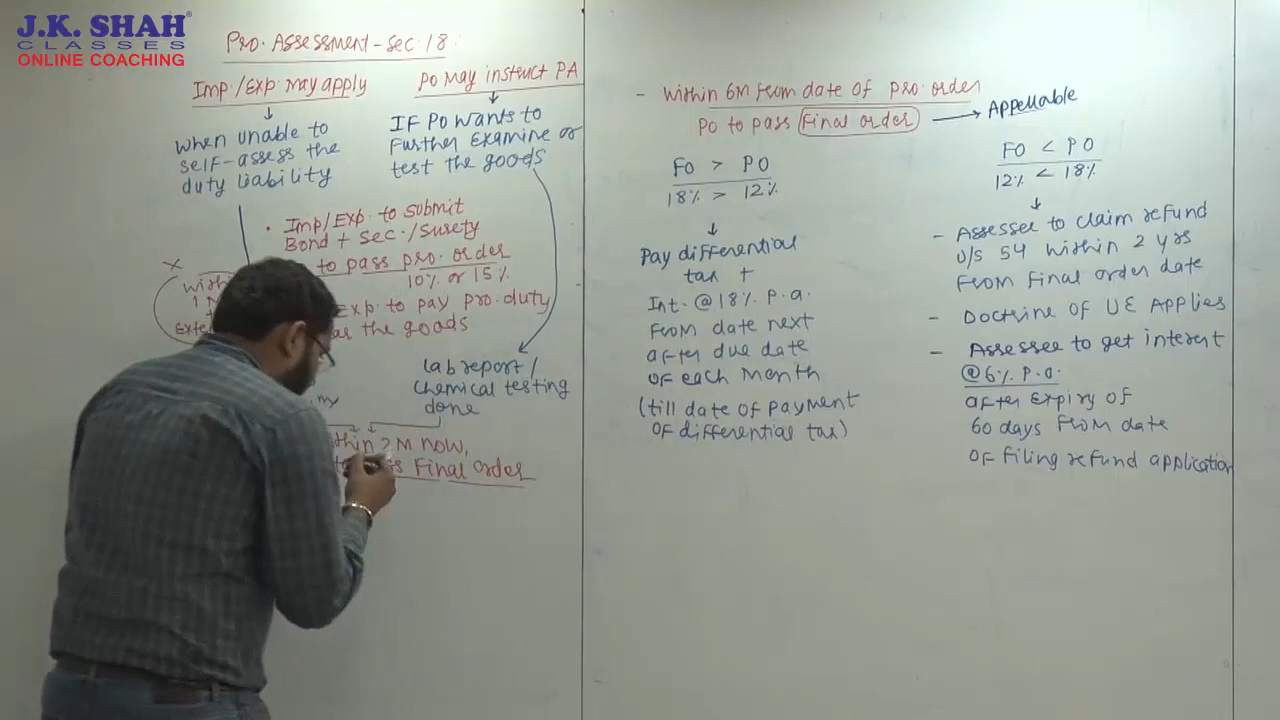 J.K. SHAH®
CLASSES
ONLINE COACHING
Pro. Assessment - Sec. 18
Imp./Exp. may apply
when unable to
self-assess the
duty liability
PO may instruct PA
IF PO wants to
Further Examine or
test the goods
• Imp/Exp. to submit
Bond + Sec./Surety
to pass pro. order
10% or 15%
Exp. to pay pro. duty
the goods
X
1
Lab report/
Chemical testing
done
2 M now,
Final order
- Within 6M from date of pro. order
PO to pass Final order → Appellable
FO > PO
18% > 12%
Pay differential
tax +
Int. @ 18% p.a.
From date next
after due date
of each month
(till date of payment
of differential tax)
FO < PO
12% < 18%
- Assessee to claim refund
u/s 54 within 2 yrs
From Final order date
- Doctrine of UE Applies
- Assessee to get interest
@6% p.a.
after expiry of
60 days from date
of filing refund application